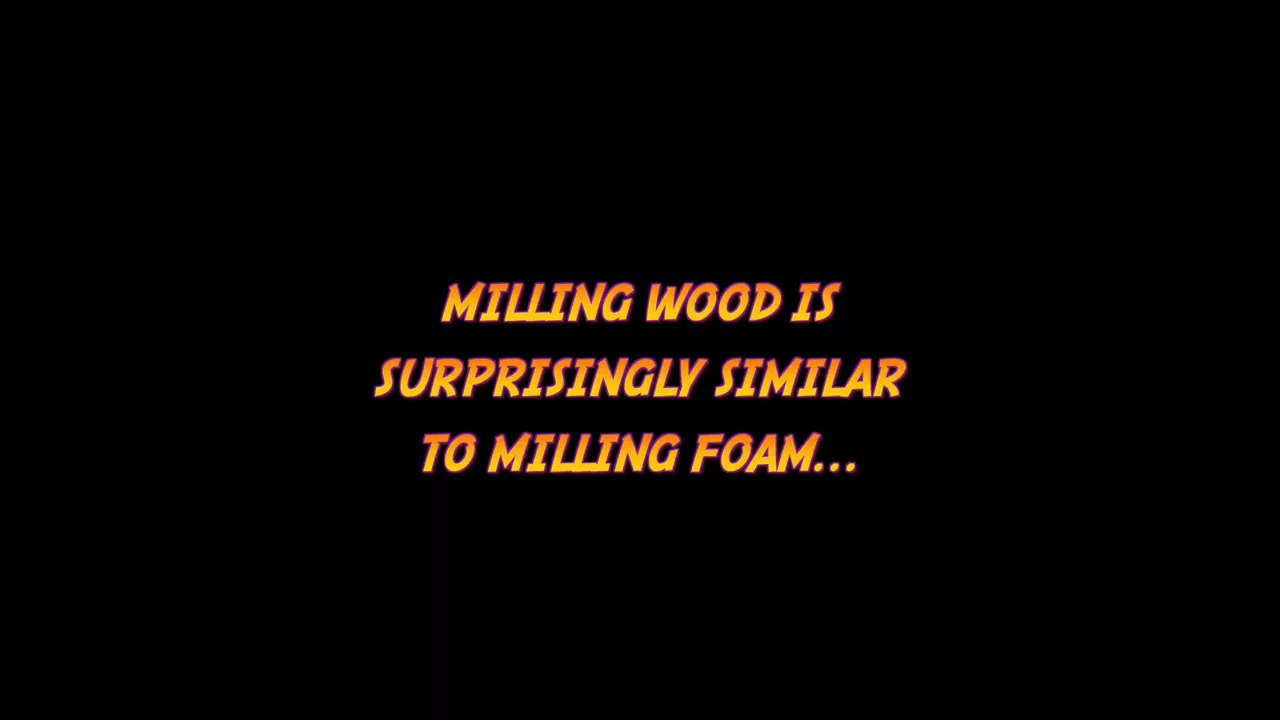 MILLING WOOD IS
SURPRISINGLY SIMILAR
TO MILLING FOAM...